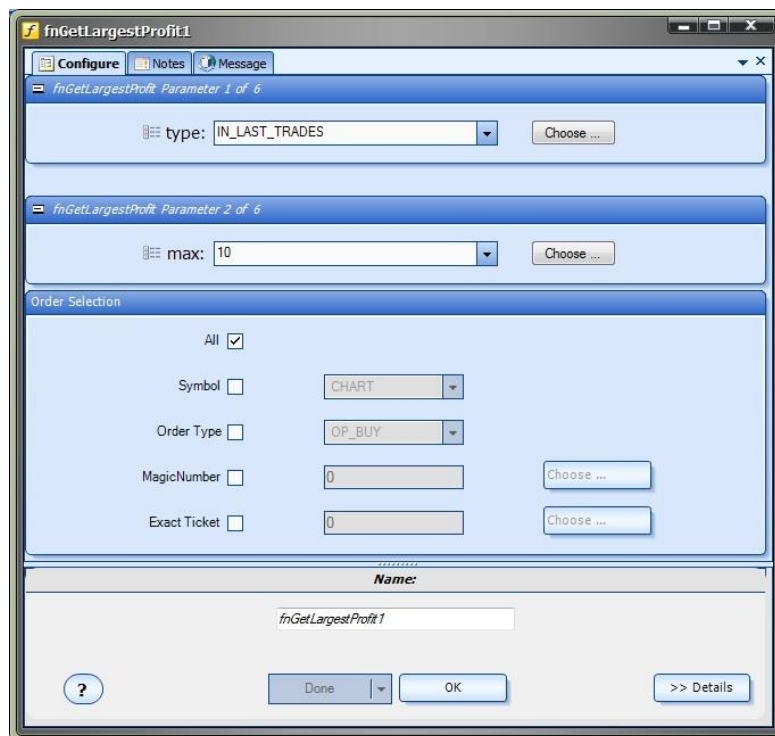 fnGetLargestProfit1
Configure Notes Message
fnGetLargestProfit Parameter 1 of 6
type: IN_LAST_TRADES Choose ...
fnGetLargestProfit Parameter 2 of 6
max: 10 Choose ...
Order Selection
All
Symbol CHART
Order Type OP_BUY
MagicNumber 0 Choose ...
Exact Ticket 0 Choose ...
Name:
fnGetLargestProfit1
? Done OK >> Details